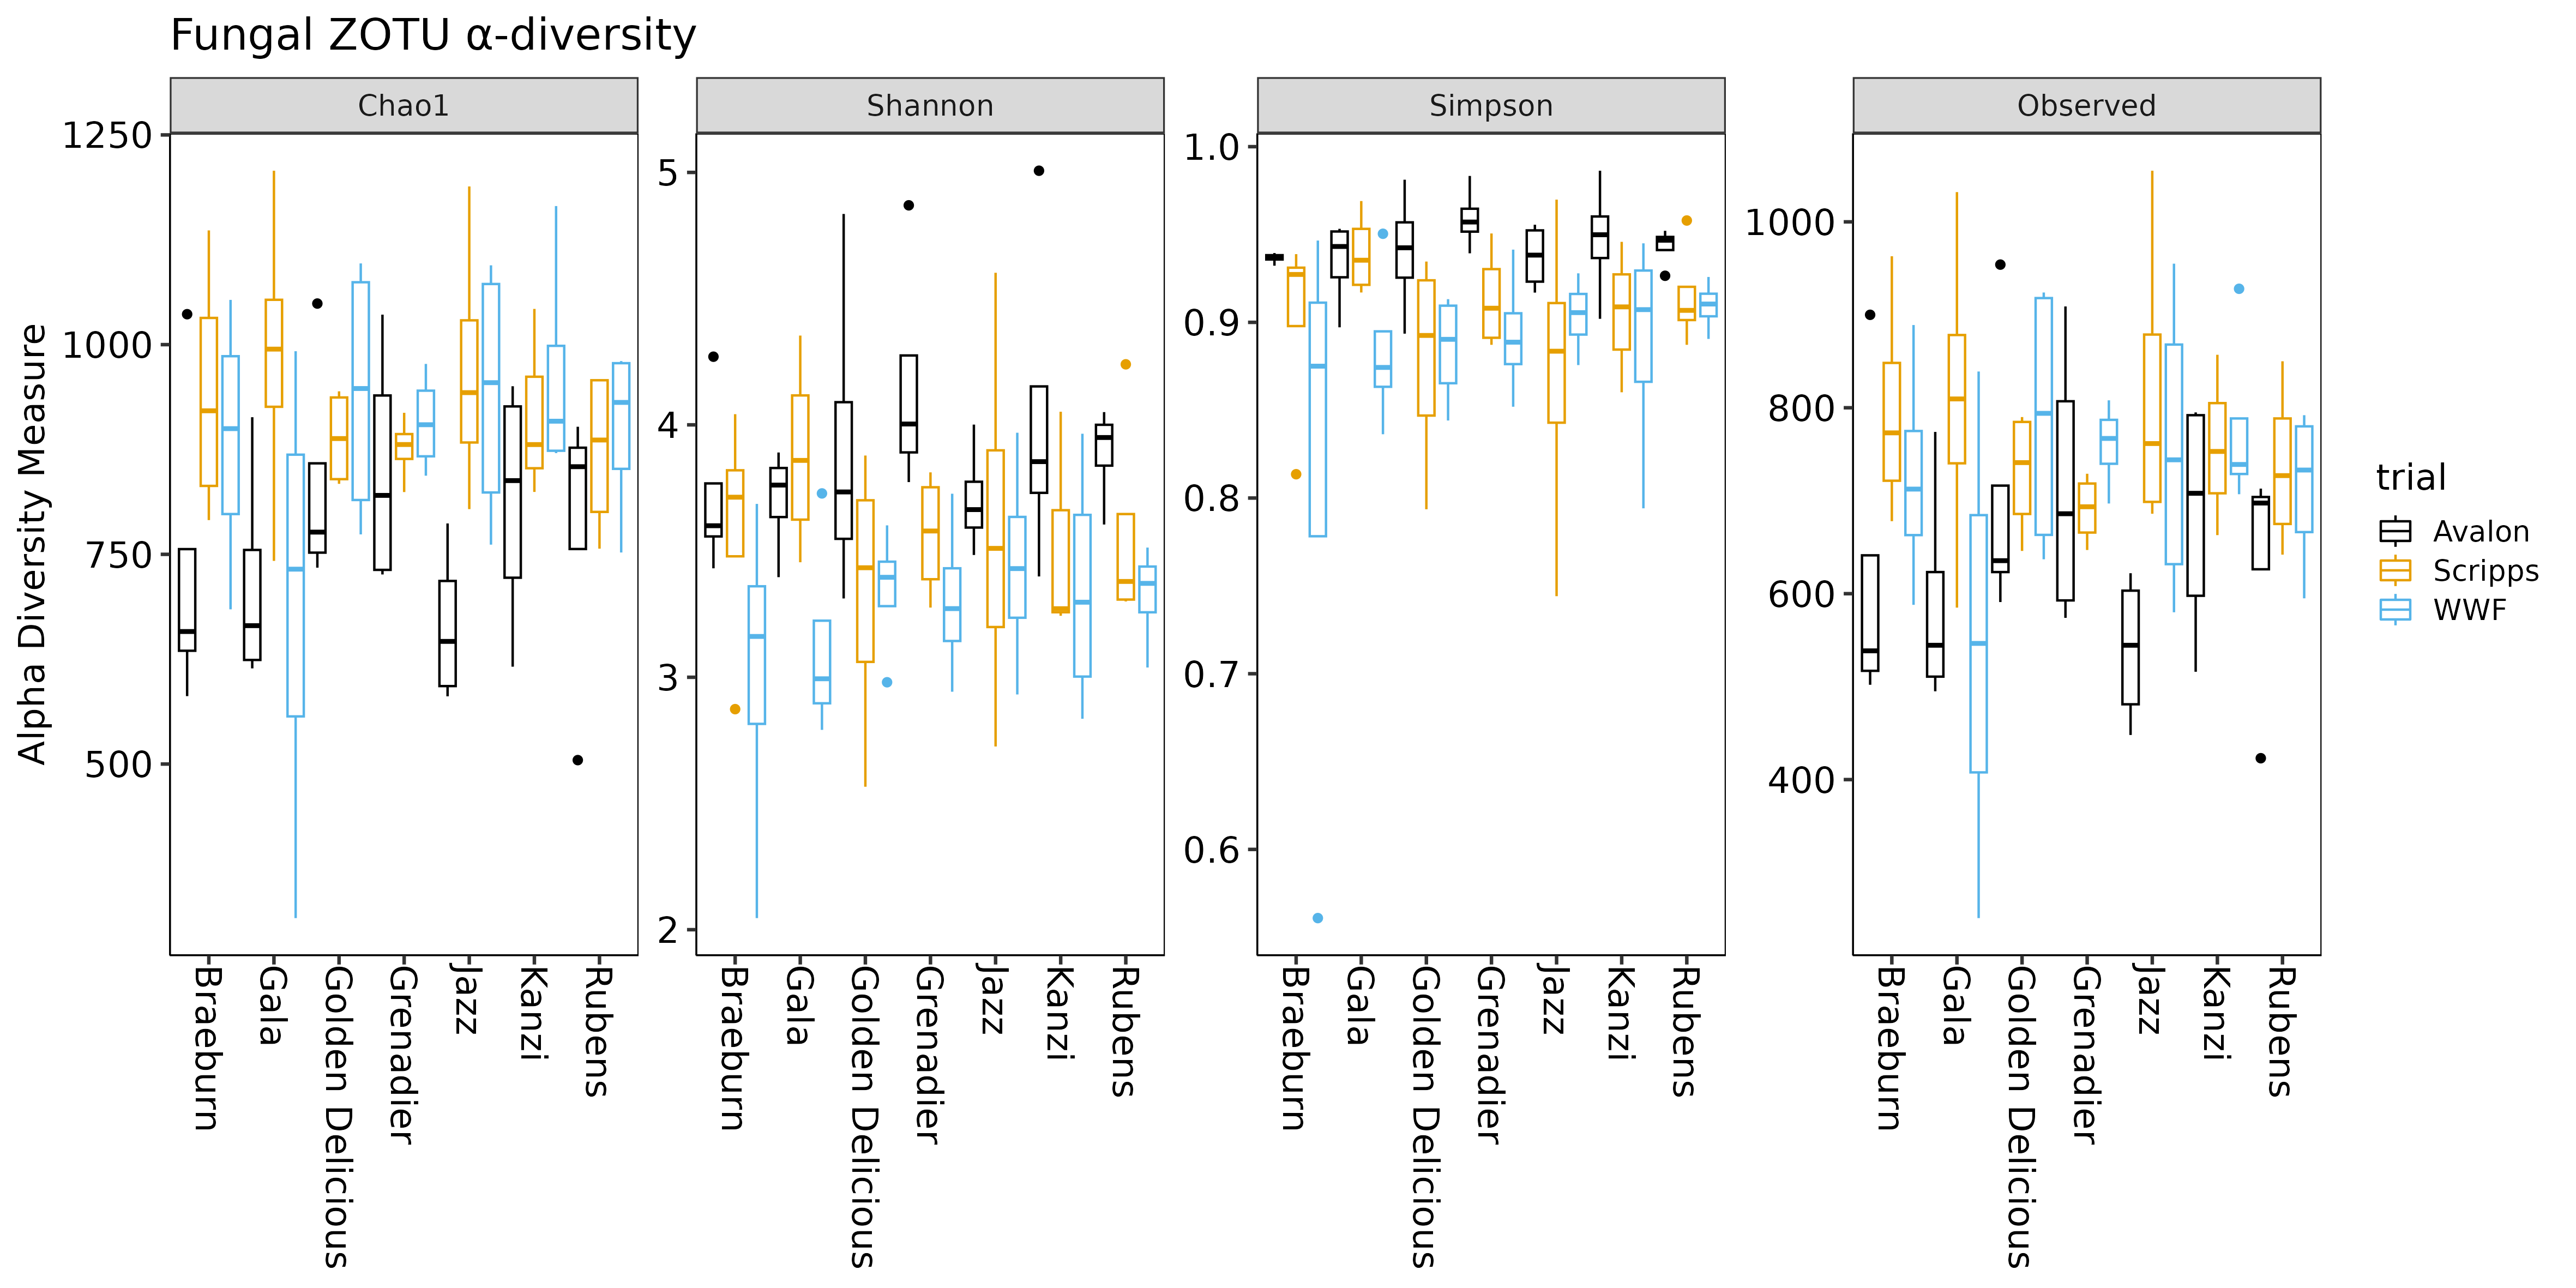 Fungal ZOTU α-diversity
Chao1
Shannon
Simpson
Observed
Alpha Diversity Measure
1250
1000
750
500
5
4
3
2
1.0
0.9
0.8
0.7
0.6
1000
800
600
400
Braeburn
Gala
Golden Delicious
Grenadier
Jazz
Kanzi
Rubens
Braeburn
Gala
Golden Delicious
Grenadier
Jazz
Kanzi
Rubens
Braeburn
Gala
Golden Delicious
Grenadier
Jazz
Kanzi
Rubens
Braeburn
Gala
Golden Delicious
Grenadier
Jazz
Kanzi
Rubens
trial
Avalon
Scripps
WWF